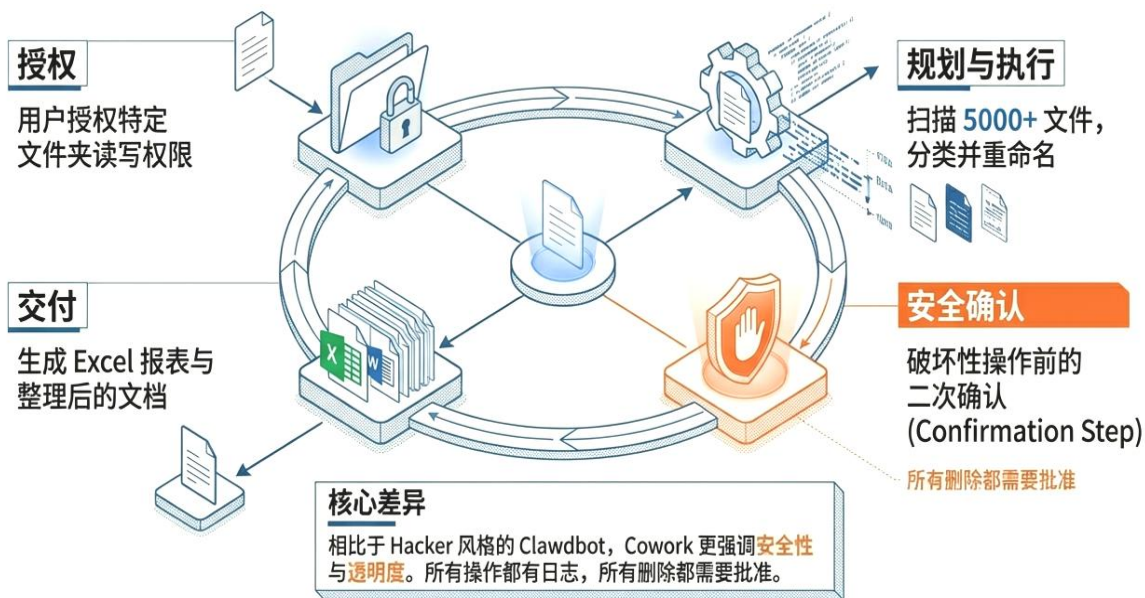 授权
用户授权特定
文件夹读写权限
规划与执行
扫描 5000+ 文件，
分类并重命名
交付
生成 Excel 报表与
整理后的文档
X
W
安全确认
破坏性操作前的
二次确认
(Confirmation Step)
所有删除都需要批准
核心差异
相比于 Hacker 风格的 Clawdbot，Cowork 更强调安全性
与透明度。所有操作都有日志，所有删除都需要批准。